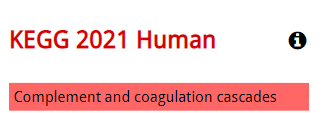 KEGG 2021 Human
Complement and coagulation cascades